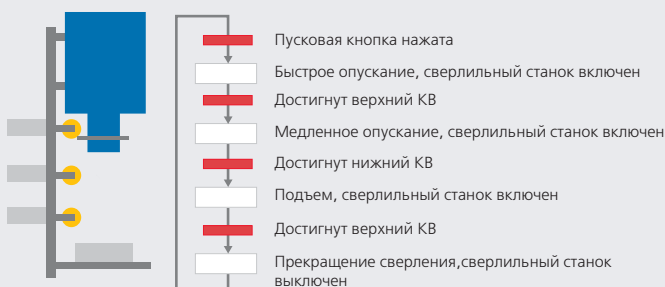 Пусковая кнопка нажата
Быстрое опускание, сверлильный станок включен
Достигнут верхний КВ
Медленное опускание, сверлильный станок включен
Достигнут нижний КВ
Подъем, сверлильный станок включен
Достигнут верхний КВ
Прекращение сверления,сверлильный станок
выключен